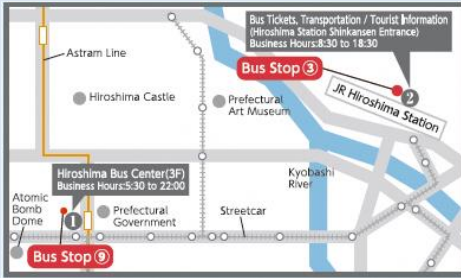 Bus Tickets, Transportation / Tourist Information
(Hiroshima Station Shinkansen Entrance)
Business Hours:8:30 to 18:30
Astram Line
Bus Stop ③
2
JR Hiroshima Station
Hiroshima Castle
Prefectural
Art Museum
Hiroshima Bus Center(3F)
Business Hours:5:30 to 22:00
Kyobashi
River
Atomic
Bomb
Dome
1
Prefectural
Government
Streetcar
Bus Stop ⑨